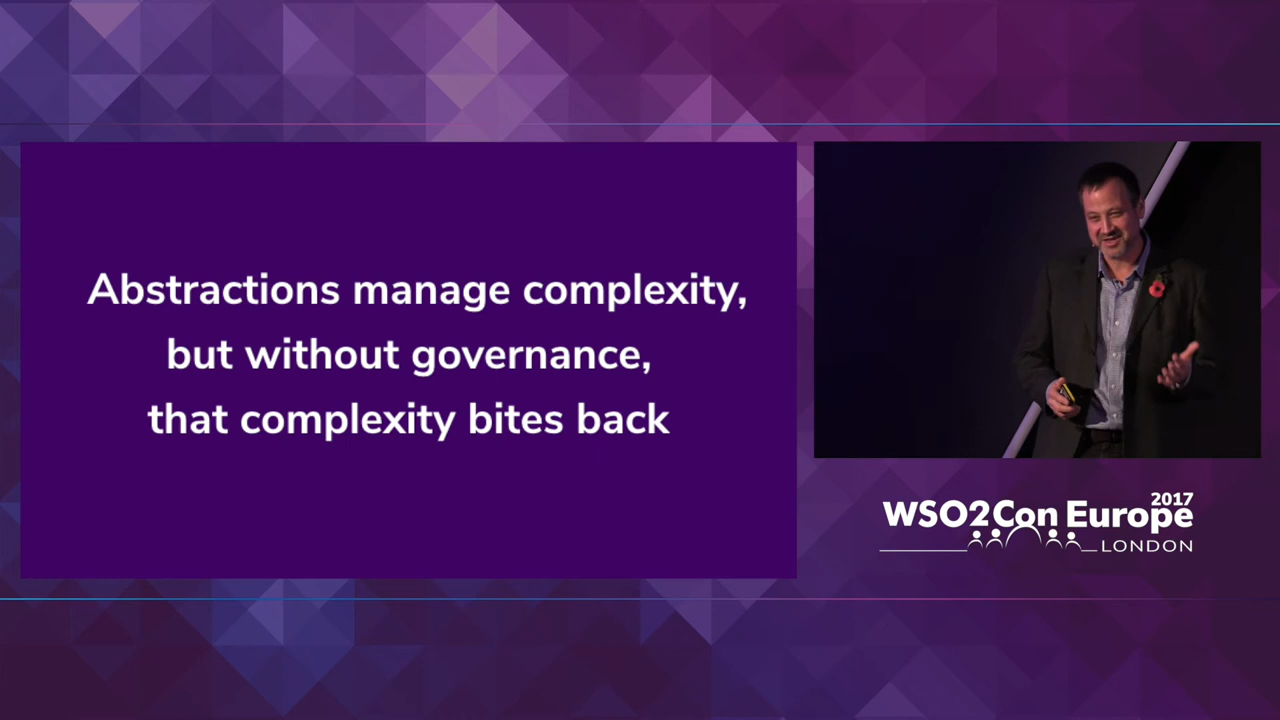 Abstractions manage complexity,
but without governance,
that complexity bites back
2017
WSO2Con Europe
LONDON